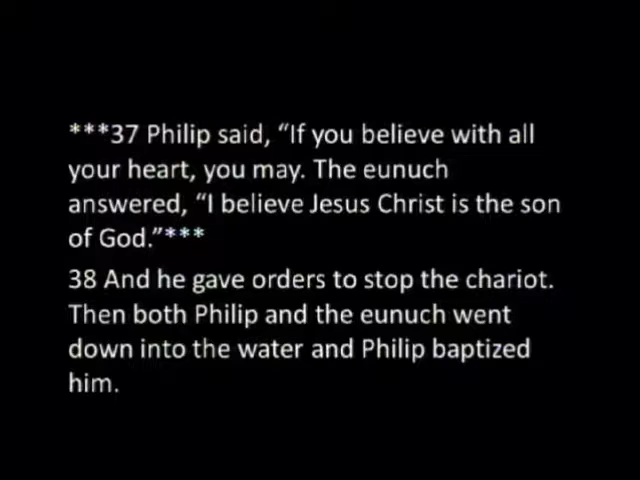 ***37 Philip said, “If you believe with all
your heart, you may. The eunuch
answered, “I believe Jesus Christ is the son
of God.”***
38 And he gave orders to stop the chariot.
Then both Philip and the eunuch went
down into the water and Philip baptized
him.